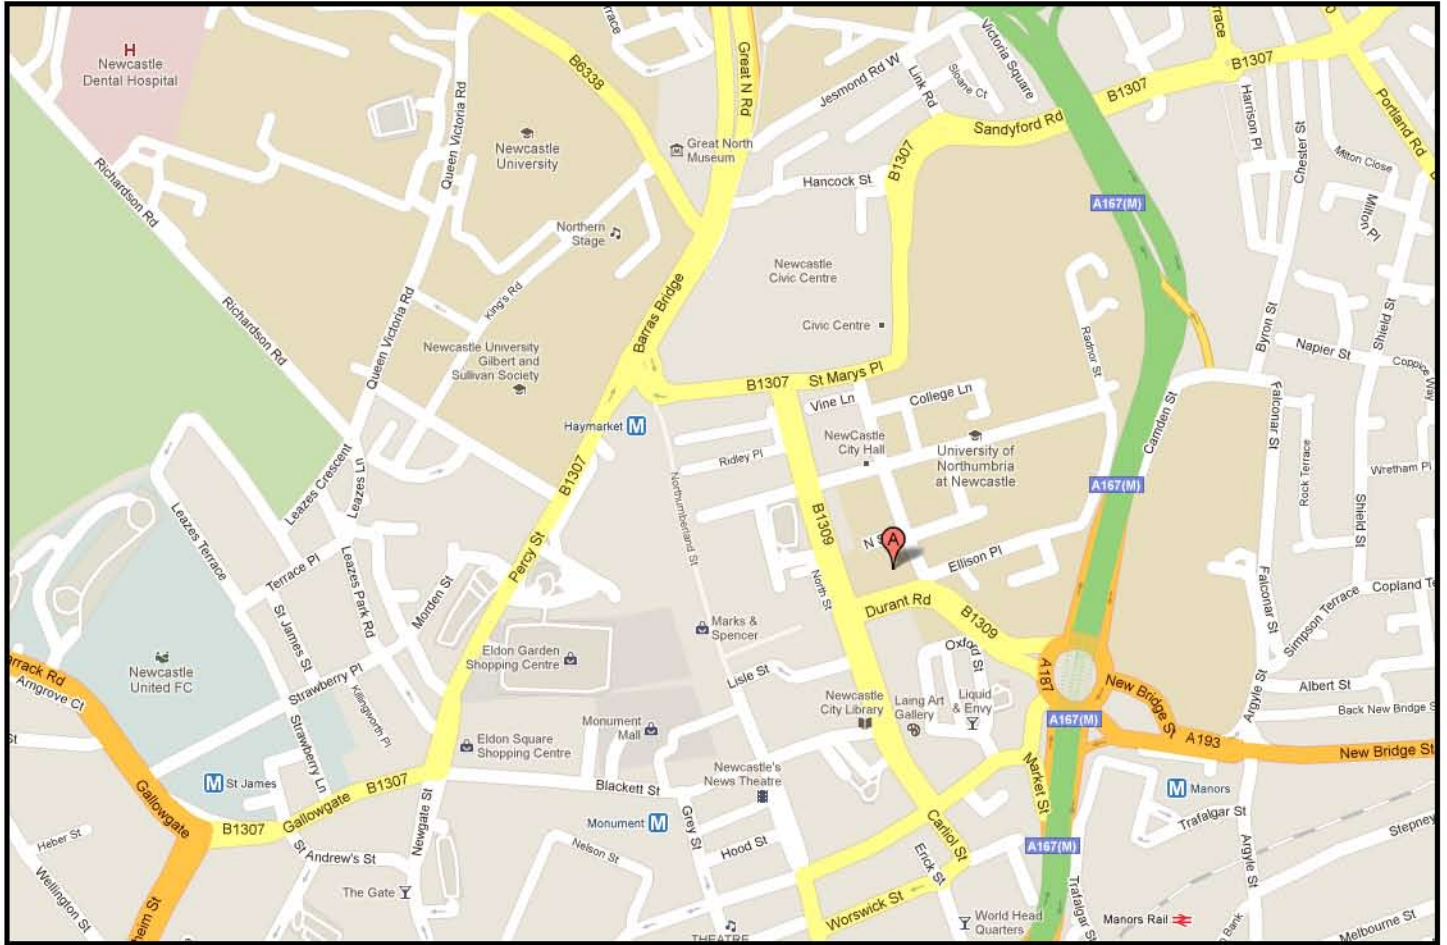 H
Newcastle
Dental Hospital
Queen Victoria Rd
B6338
Great N Rd
Jesmond Rd W
Link Rd
Sloane Ct
Victoria Square
B1307
Sandyford Rd
B1307
B1307
Harrison Pl
Chester St
Portland Rd
Milton Close
Milton Pl
Newcastle
University
Great North
Museum
Hancock St
B1307
A167(M)
Richardson Rd
Northern
Stage
Newcastle
Civic Centre
Civic Centre
King's Rd
Barras Bridge
Richardson Rd
Queen Victoria Rd
Newcastle University
Gilbert and
Sullivan Society
Radnor St
Byron St
Shield St
Napier St
Coppice Way
B1307
St Marys Pl
Vine Ln
College Ln
Camden St
Falconar St
Haymarket
M
NewCastle
City Hall
University of
Northumbria
at Newcastle
Ridley Pl
Rock Terrace
Wretham Pl
Leazes Crescent
Leazes Ln
B1307
Northumberland St
A167(M)
Shield St
Leazes Terrace
B1309
A
Ellison Pl
Percy St
Terrace Pl
Leazes Park Rd
Morden St
North St
Durant Rd
B1309
Falconar St
Simpson Terrace
Copland Te
St James St
Marks &
Spencer
Oxford St
Eldon Garden
Shopping Centre
Newcastle
United FC
Arngrove Ct
Strawberry Pl
Killingworth Pl
Lisle St
Newcastle
City Library
Laing Art
Gallery
Liquid
& Envy
A187
New Bridge St
Argyle St
Albert St
Back New Bridge S
Strawberry Ln
Eldon Square
Shopping Centre
Monument
Mall
A167(M)
A193
New Bridge St
Newcastle's
News Theatre
M
St James
Gallowgate
B1307
Gallowgate
B1307
Blackett St
Market St
M
Manors
Trafalgar St
Monument
M
Grey St
Carliol St
Stepney
Heber St
St Andrew's St
Newgate St
Nelson St
Hood St
Erick St
A167(M)
Argyle St
Wellington St
The Gate
Worswick St
World Head
Quarters
Trafalgar St
Manors Rail
Melbourne St
THEATRE